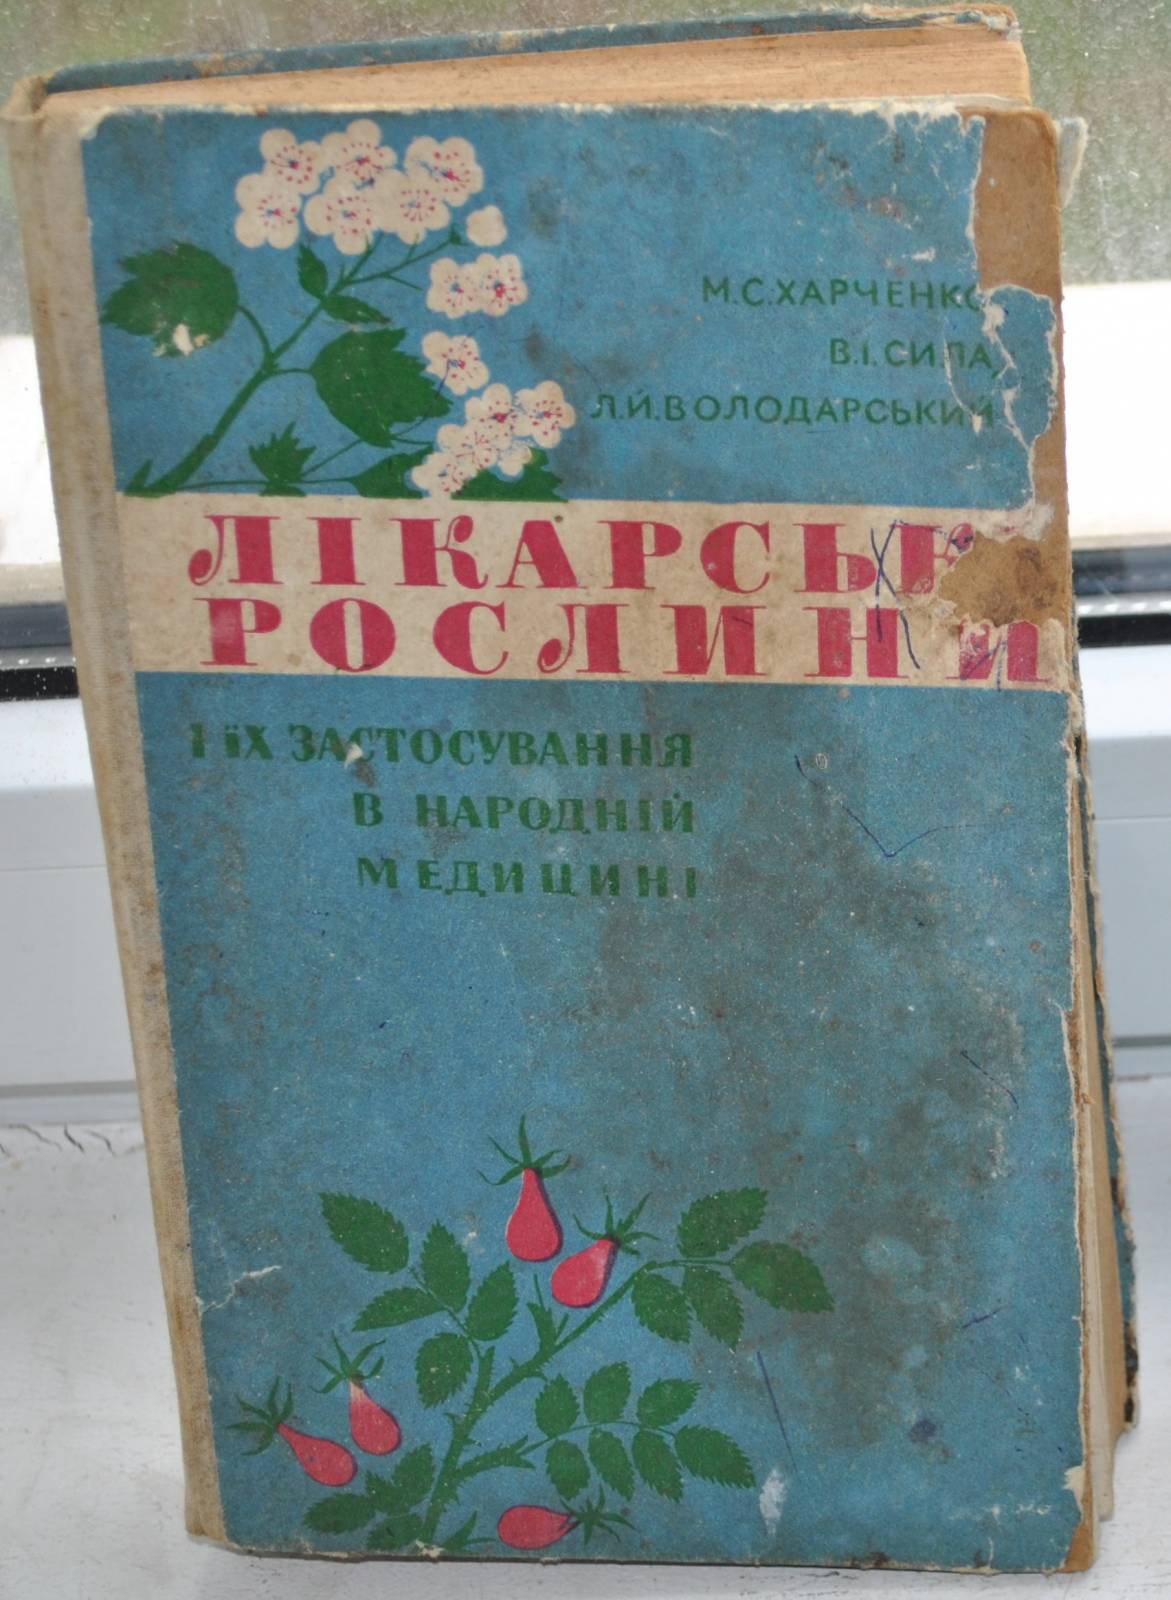 М.С.ХАРЧЕНКО,
В.І.СИЛА,
Л.Й.ВОЛОДАРСЬКИЙ
ЛІКАРСЬКІ
РОСЛИНИ
І ЇХ ЗАСТОСУВАННЯ
В НАРОДНІЙ
МЕДИЦИНІ